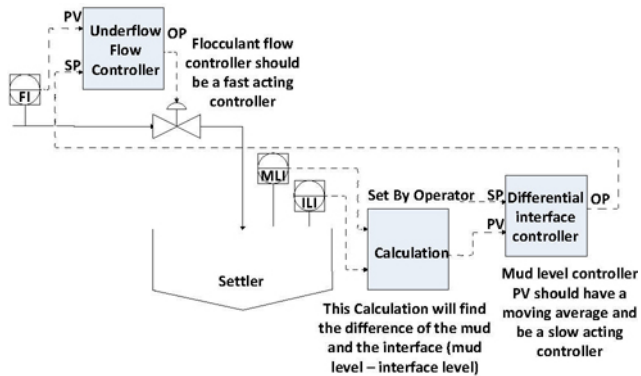 PV
Underflow
Flow
Controller
OP
SP
Flocculant flow
controller should
be a fast acting
controller
FI
MLI
ILI
Set By Operator
SP
Differential
interface
controller
OP
PV
Calculation
Settler
Mud level controller
PV should have a
moving average and
be a slow acting
controller
This Calculation will find
the difference of the mud
and the interface (mud
level – interface level)